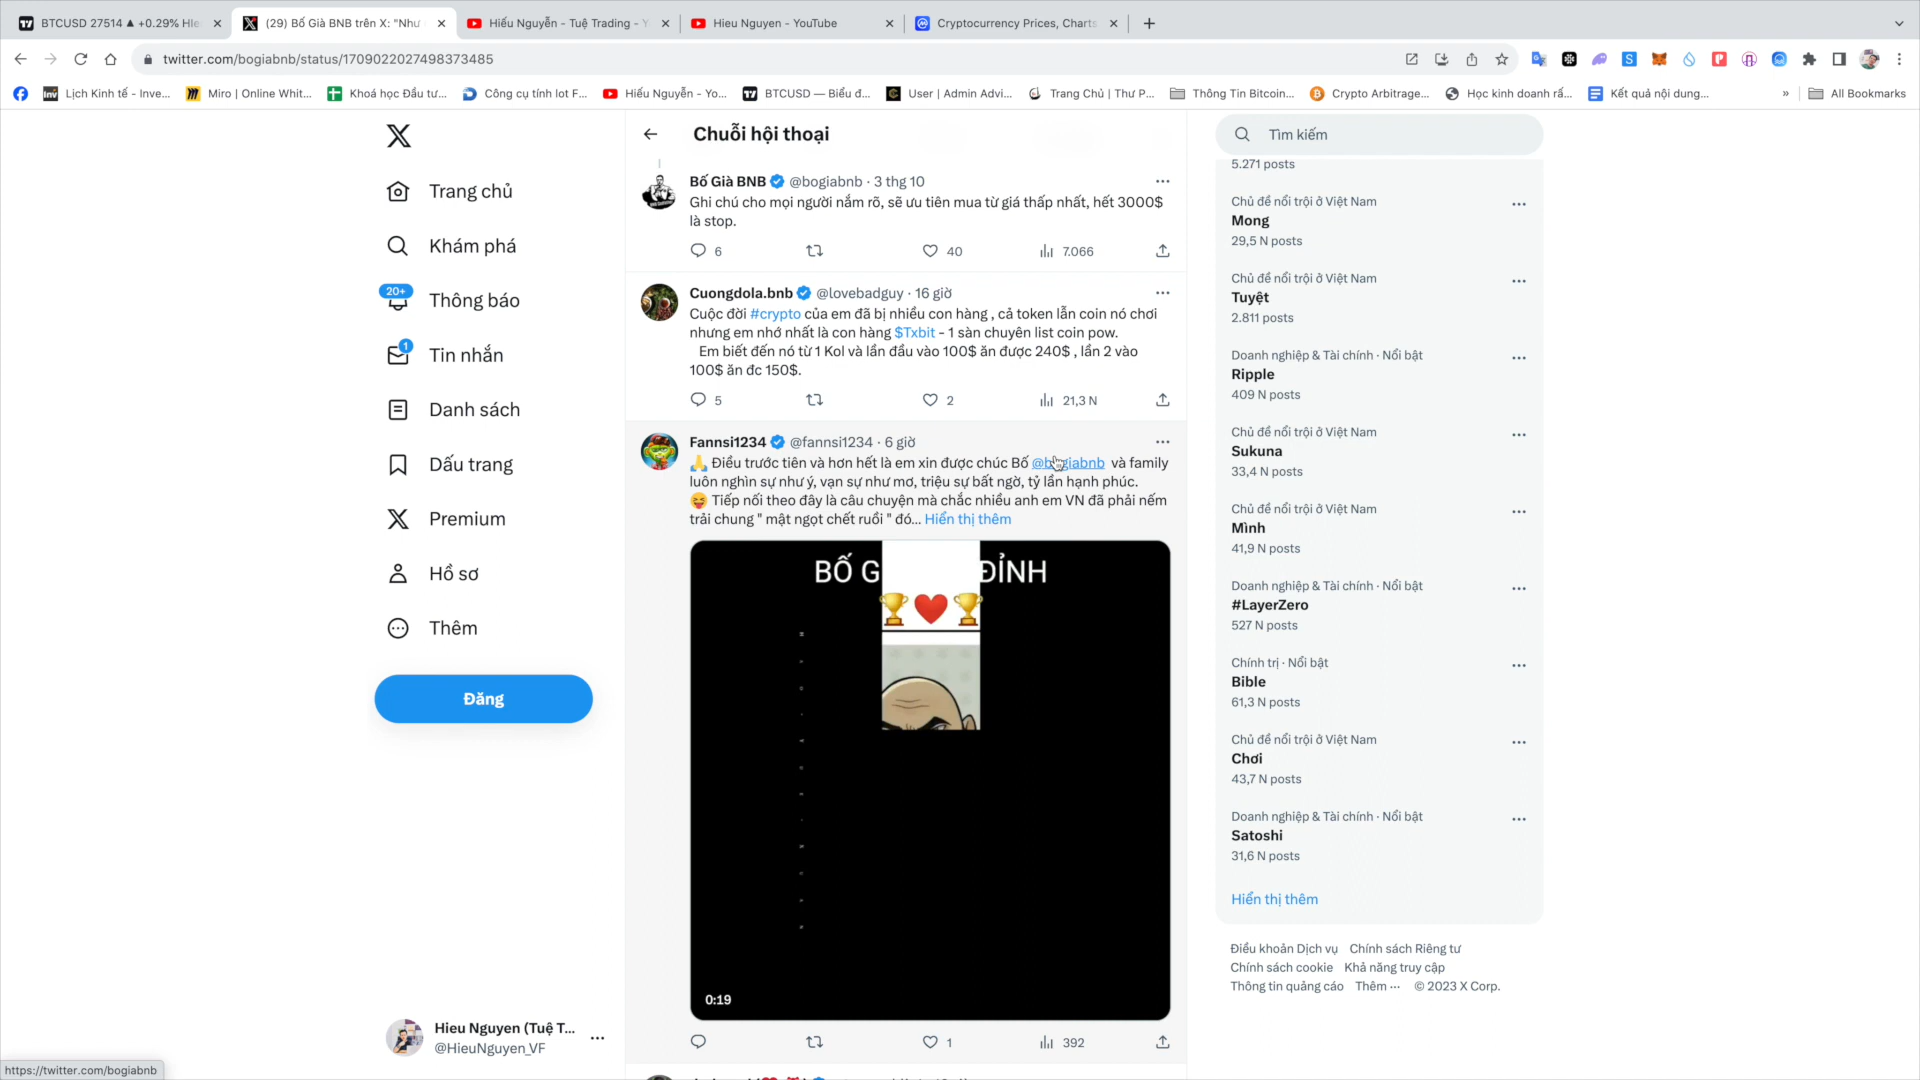 BTCUSD 27514 ▲ +0.29% Hie
(29) Bố Già BNB trên X: "Như
Hiếu Nguyễn - Tuệ Trading - Y
Hieu Nguyen - YouTube
Cryptocurrency Prices, Charts
twitter.com/bogiabnb/status/1709022027498373485
Lịch Kinh tế - Inve...
Miro | Online Whit...
Khoá học Đầu tư...
Công cụ tính lot F...
Hiếu Nguyễn - Yo...
BTCUSD — Biểu đ...
User | Admin Advi...
Trang Chủ | Thư P...
Thông Tin Bitcoin...
Crypto Arbitrage...
Học kinh doanh rấ...
Kết quả nội dung...
»
All Bookmarks
Trang chủ
Khám phá
20+
Thông báo
1
Tin nhắn
Danh sách
Dấu trang
Premium
Hồ sơ
Thêm
Đăng
Hieu Nguyen (Tuệ T...
@HieuNguyen_VF
https://twitter.com/bogiabnb
Chuỗi hội thoại
Bố Già BNB @bogiabnb · 3 thg 10
Ghi chú cho mọi người nắm rõ, sẽ ưu tiên mua từ giá thấp nhất, hết 3000$
là stop.
6 40 7.066
Cuongdola.bnb @lovebadguy · 16 giờ
Cuộc đời #crypto của em đã bị nhiều con hàng , cả token lẫn coin nó chơi
nhưng em nhớ nhất là con hàng $Txbit - 1 sàn chuyên list coin pow.
Em biết đến nó từ 1 Kol và lần đầu vào 100$ ăn được 240$ , lần 2 vào
100$ ăn đc 150$.
5 2 21,3 N
Fannsi1234 @fannsi1234 · 6 giờ
🙏 Điều trước tiên và hơn hết là em xin được chúc Bố @bogiabnb và family
luôn nghìn sự như ý, vạn sự như mơ, triệu sự bất ngờ, tỷ lần hạnh phúc.
😝 Tiếp nối theo đây là câu chuyện mà chắc nhiều anh em VN đã phải nếm
trải chung " mật ngọt chết ruồi " đó... Hiển thị thêm
BỐ G ĐỈNH
🏆❤️🏆
0:19
1 392
Tìm kiếm
5.271 posts
Chủ đề nổi trội ở Việt Nam
Mong
29,5 N posts
Chủ đề nổi trội ở Việt Nam
Tuyệt
2.811 posts
Doanh nghiệp & Tài chính · Nổi bật
Ripple
409 N posts
Chủ đề nổi trội ở Việt Nam
Sukuna
33,4 N posts
Chủ đề nổi trội ở Việt Nam
Mình
41,9 N posts
Doanh nghiệp & Tài chính · Nổi bật
#LayerZero
527 N posts
Chính trị · Nổi bật
Bible
61,3 N posts
Chủ đề nổi trội ở Việt Nam
Chơi
43,7 N posts
Doanh nghiệp & Tài chính · Nổi bật
Satoshi
31,6 N posts
Hiển thị thêm
Điều khoản Dịch vụ Chính sách Riêng tư
Chính sách cookie Khả năng truy cập
Thông tin quảng cáo Thêm ··· © 2023 X Corp.